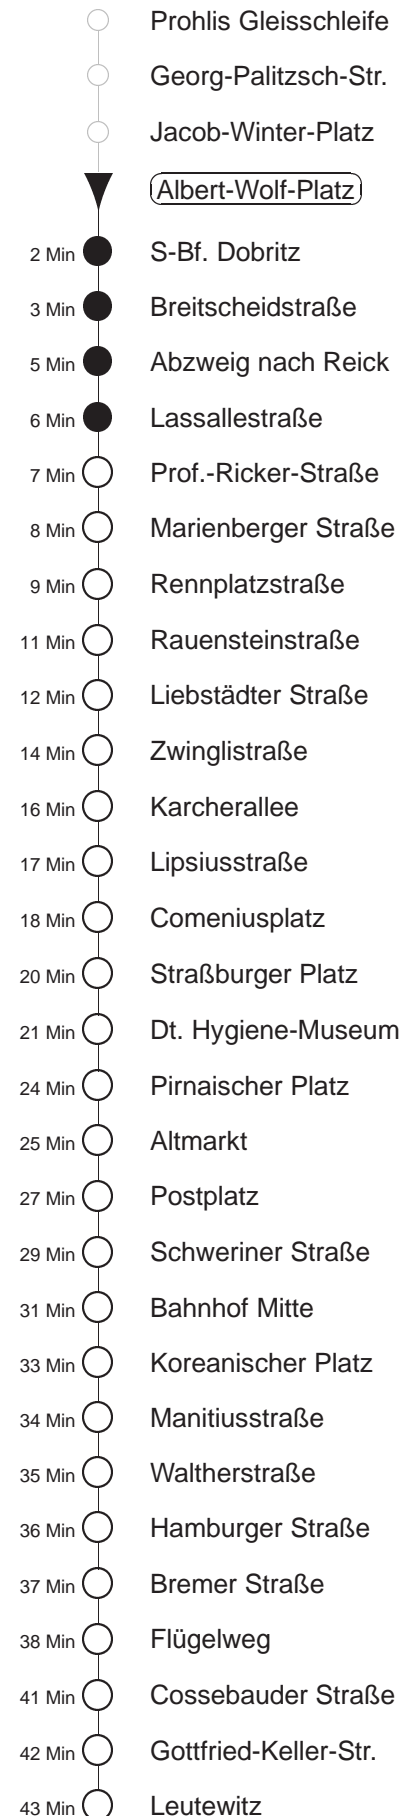 Prohlis Gleisschleife
Georg-Palitzsch-Str.
Jacob-Winter-Platz
Albert-Wolf-Platz
2 Min S-Bf. Dobritz
3 Min Breitscheidstraße
5 Min Abzweig nach Reick
6 Min Lassallestraße
7 Min Prof.-Ricker-Straße
8 Min Marienberger Straße
9 Min Rennplatzstraße
11 Min Rauensteinstraße
12 Min Liebstädter Straße
14 Min Zwinglistraße
16 Min Karcherallee
17 Min Lipsiusstraße
18 Min Comeniusplatz
20 Min Straßburger Platz
21 Min Dt. Hygiene-Museum
24 Min Pirnaischer Platz
25 Min Altmarkt
27 Min Postplatz
29 Min Schweriner Straße
31 Min Bahnhof Mitte
33 Min Koreanischer Platz
34 Min Manitiusstraße
35 Min Waltherstraße
36 Min Hamburger Straße
37 Min Bremer Straße
38 Min Flügelweg
41 Min Cossebauder Straße
42 Min Gottfried-Keller-Str.
43 Min Leutewitz